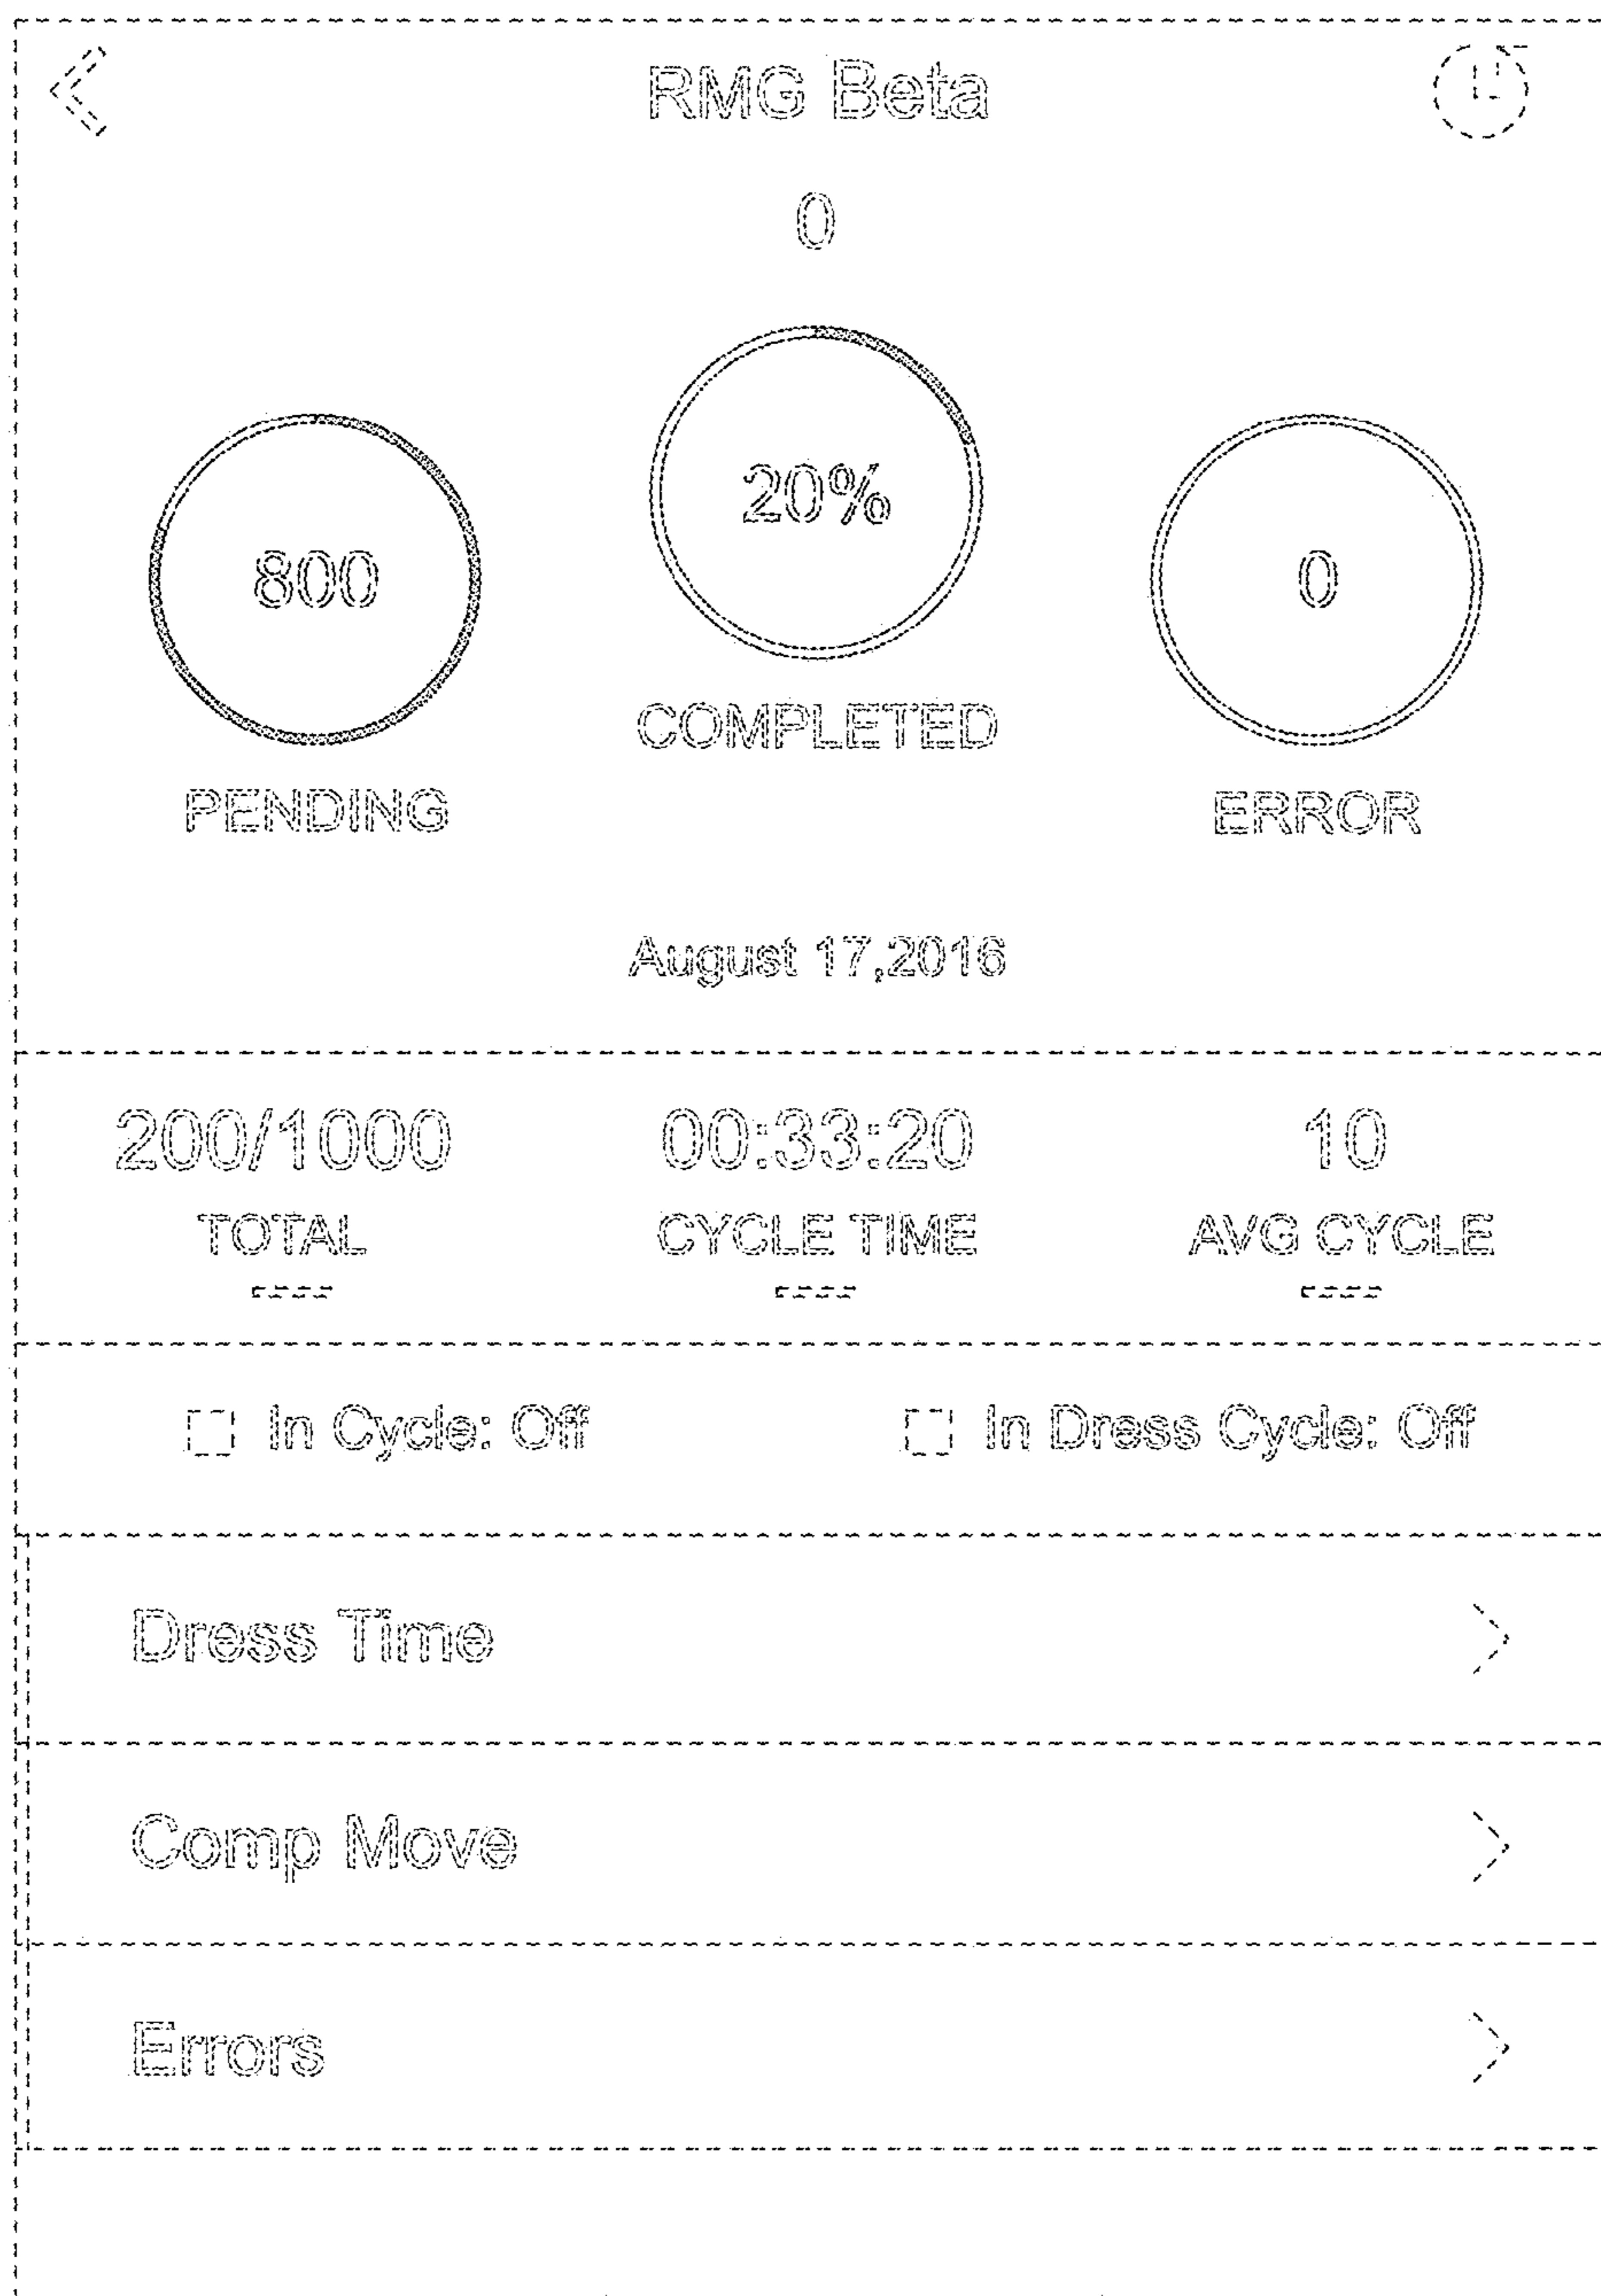 RMG Beta
0
800
20%
0
PENDING
COMPLETED
ERROR
August 17,2016
200/1000
00:33:20
10
TOTAL
CYCLE TIME
AVG CYCLE
In Cycle: Off
In Dress Cycle: Off
Dress Time
Comp Move
Errors